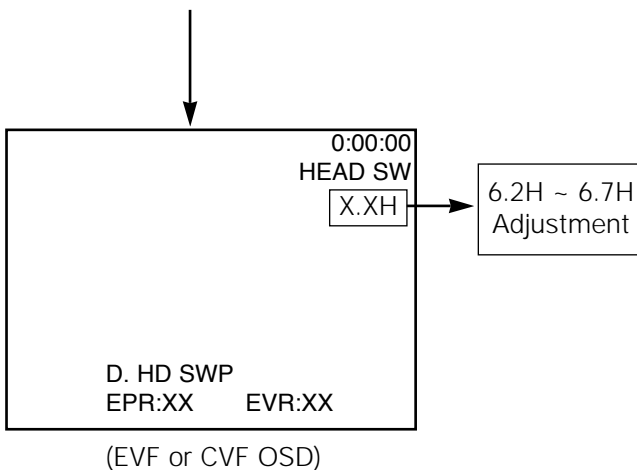 0:00:00
HEAD SW
X.XH
6.2H ~ 6.7H
Adjustment
D. HD SWP
EPR:XX EVR:XX
(EVF or CVF OSD)